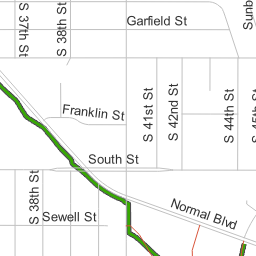 Garfield St
S 37th St
S 38th St
Sunb
Franklin St
S 41st St
S 42nd St
S 44th St
S 45th St
South St
S 38th St
Sewell St
Normal Blvd